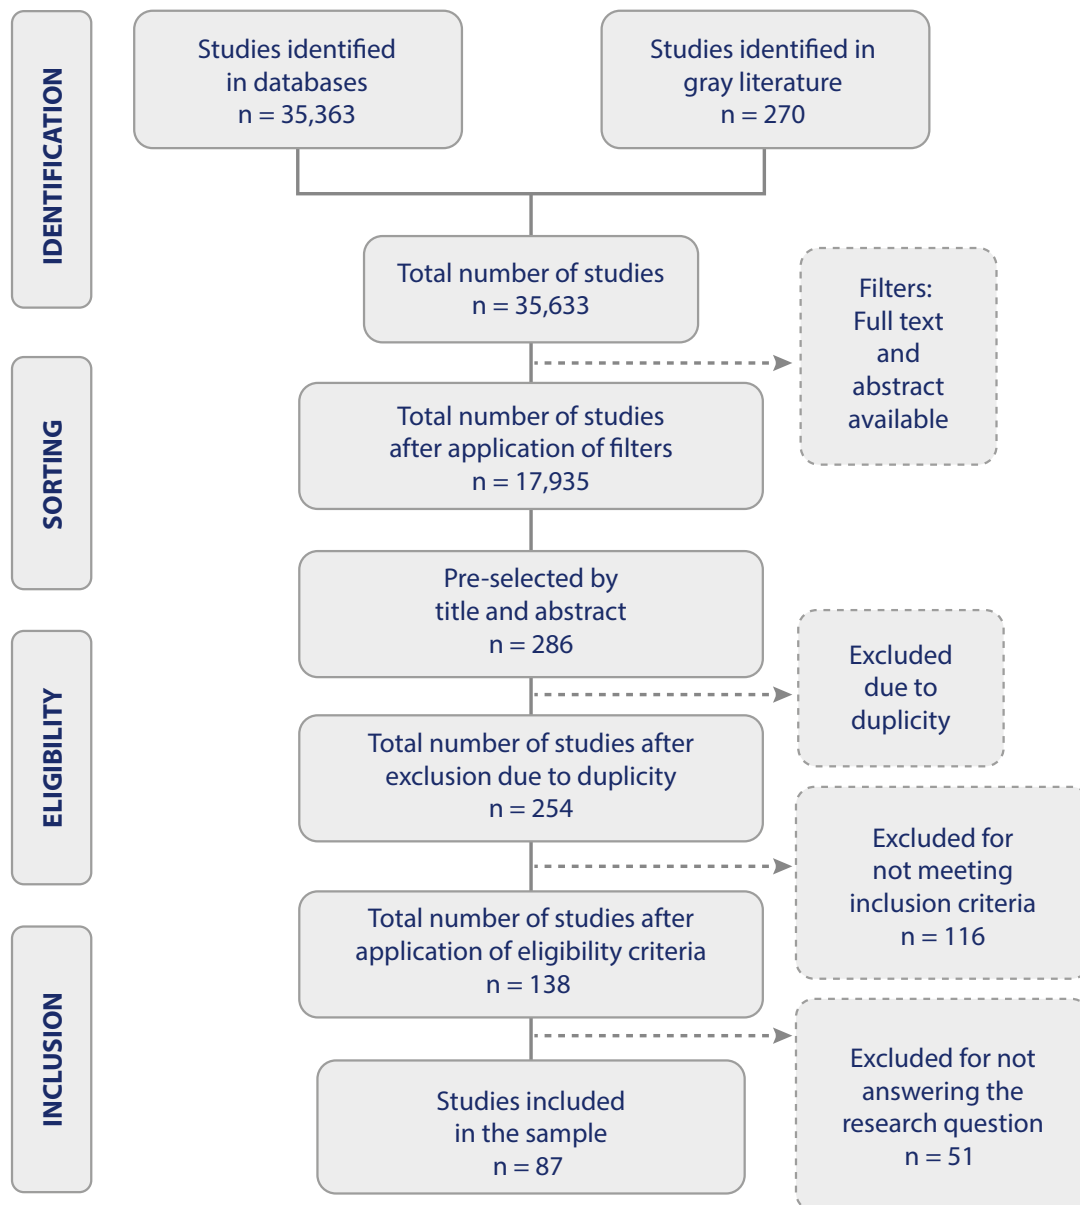 IDENTIFICATION
Studies identified
in databases
n = 35,363
Studies identified in
gray literature
n = 270
Total number of studies
n = 35,633
Filters:
Full text
and
abstract
available
SORTING
Total number of studies
after application of filters
n = 17,935
Pre-selected by
title and abstract
n = 286
ELIGIBILITY
Excluded
due to
duplicity
Total number of studies after
exclusion due to duplicity
n = 254
Excluded for
not meeting
inclusion criteria
n = 116
INCLUSION
Total number of studies after
application of eligibility criteria
n = 138
Excluded for not
answering the
research question
n = 51
Studies included
in the sample
n = 87